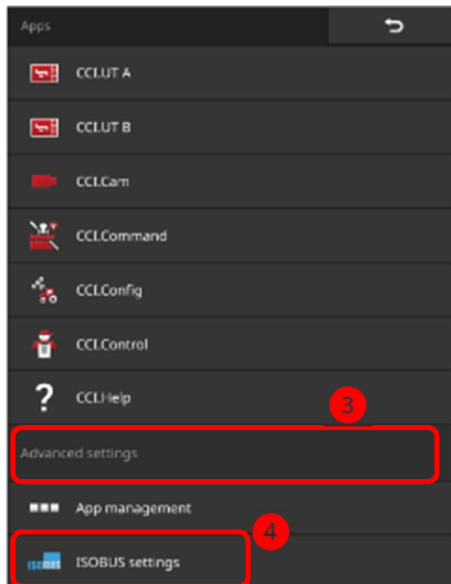 Apps
CCI.UT A
CCI.UT B
CCI.Cam
CCI.Command
CCI.Config
CCI.Control
CCI.Help
3
Advanced settings
App management
4
ISOBUS settings